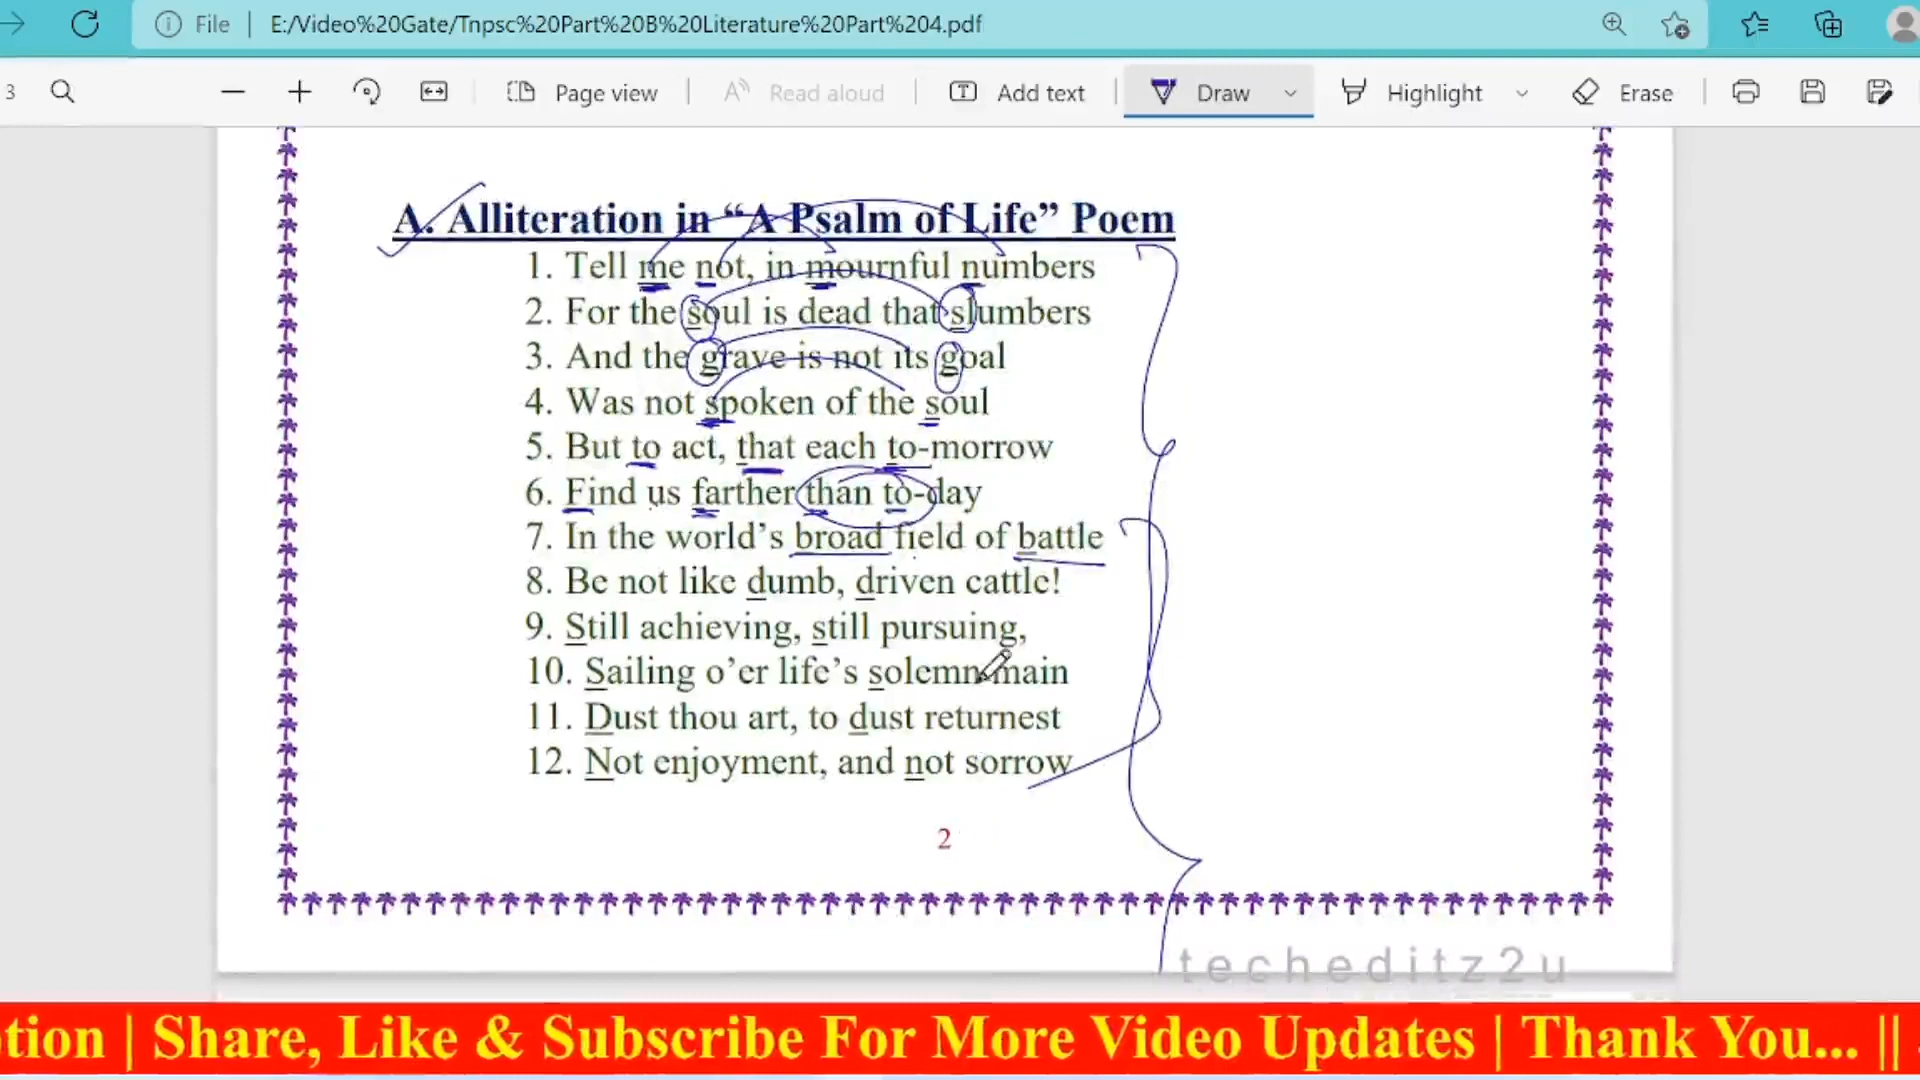 File | E:/Video%20Gate/Tnpsc%20Part%20B%20Literature%20Part%204.pdf
3 Page view Read aloud Add text Draw Highlight Erase
A. Alliteration in “A Psalm of Life” Poem
1. Tell me not, in mournful numbers
2. For the soul is dead that slumbers
3. And the grave is not its goal
4. Was not spoken of the soul
5. But to act, that each to-morrow
6. Find us farther than to-day
7. In the world’s broad field of battle
8. Be not like dumb, driven cattle!
9. Still achieving, still pursuing,
10. Sailing o’er life’s solemn main
11. Dust thou art, to dust returnest
12. Not enjoyment, and not sorrow
2
techeditz2u
tion | Share, Like & Subscribe For More Video Updates | Thank You... ||